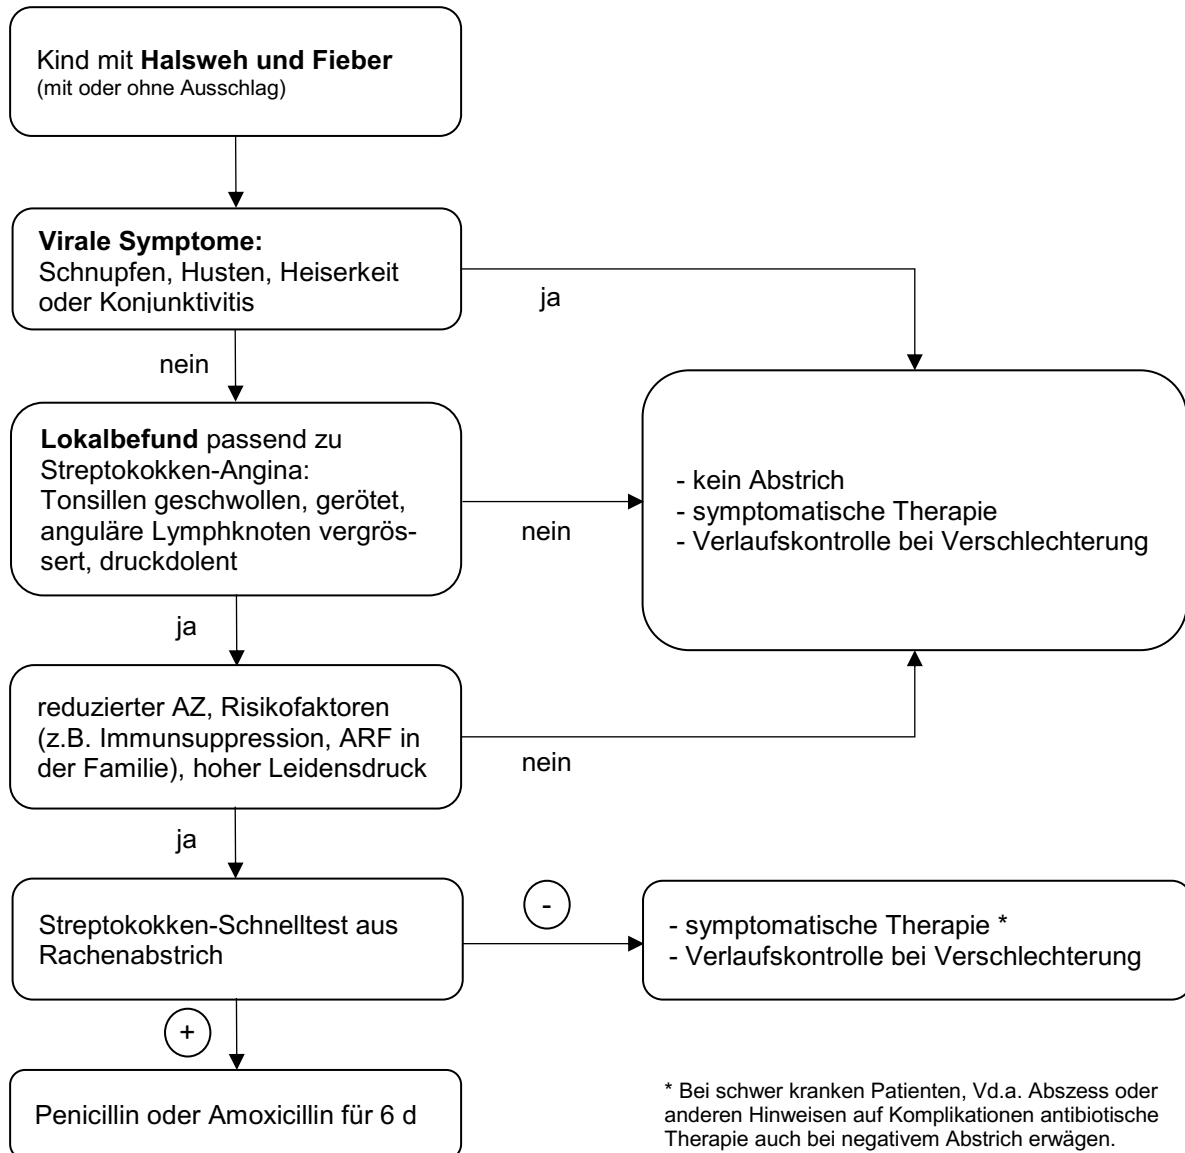 Kind mit Halsweh und Fieber
(mit oder ohne Ausschlag)
Virale Symptome:
Schnupfen, Husten, Heiserkeit
oder Konjunktivitis
ja
nein
Lokalbefund passend zu
Streptokokken-Angina:
Tonsillen geschwollen, gerötet,
anguläre Lymphknoten vergrös-
sert, druckdolent
nein
- kein Abstrich
- symptomatische Therapie
- Verlaufskontrolle bei Verschlechterung
ja
reduzierter AZ, Risikofaktoren
(z.B. Immunsuppression, ARF in
der Familie), hoher Leidensdruck
nein
ja
Streptokokken-Schnelltest aus
Rachenabstrich
-
- symptomatische Therapie *
- Verlaufskontrolle bei Verschlechterung
+
Penicillin oder Amoxicillin für 6 d
* Bei schwer kranken Patienten, Vd.a. Abszess oder
anderen Hinweisen auf Komplikationen antibiotische
Therapie auch bei negativem Abstrich erwägen.